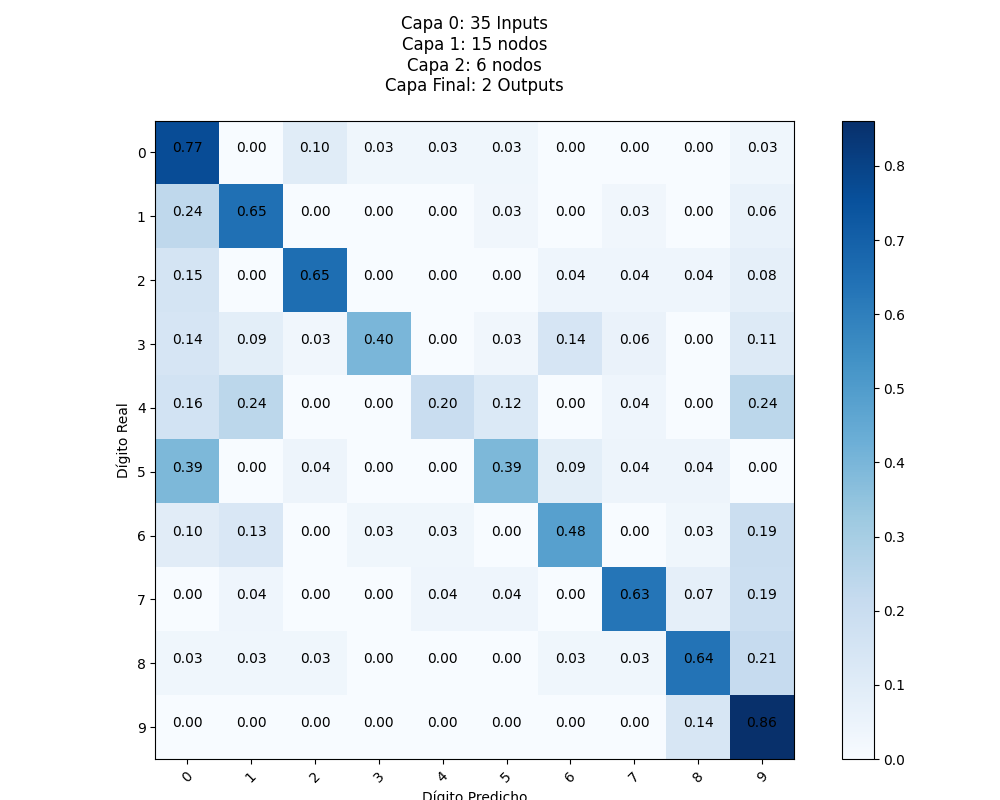 Capa 0: 35 Inputs
Capa 1: 15 nodos
Capa 2: 6 nodos
Capa Final: 2 Outputs
0 0.77 0.00 0.10 0.03 0.03 0.03 0.00 0.00 0.00 0.03
1 0.24 0.65 0.00 0.00 0.00 0.03 0.00 0.03 0.00 0.06
2 0.15 0.00 0.65 0.00 0.00 0.00 0.04 0.04 0.04 0.08
3 0.14 0.09 0.03 0.40 0.00 0.03 0.14 0.06 0.00 0.11
4 0.16 0.24 0.00 0.00 0.20 0.12 0.00 0.04 0.00 0.24
5 0.39 0.00 0.04 0.00 0.00 0.39 0.09 0.04 0.04 0.00
6 0.10 0.13 0.00 0.03 0.03 0.00 0.48 0.00 0.03 0.19
7 0.00 0.04 0.00 0.00 0.04 0.04 0.00 0.63 0.07 0.19
8 0.03 0.03 0.03 0.00 0.00 0.00 0.03 0.03 0.64 0.21
9 0.00 0.00 0.00 0.00 0.00 0.00 0.00 0.00 0.14 0.86
0 1 2 3 4 5 6 7 8 9
Dígito Real
Dígito Predicho
0.8
0.7
0.6
0.5
0.4
0.3
0.2
0.1
0.0